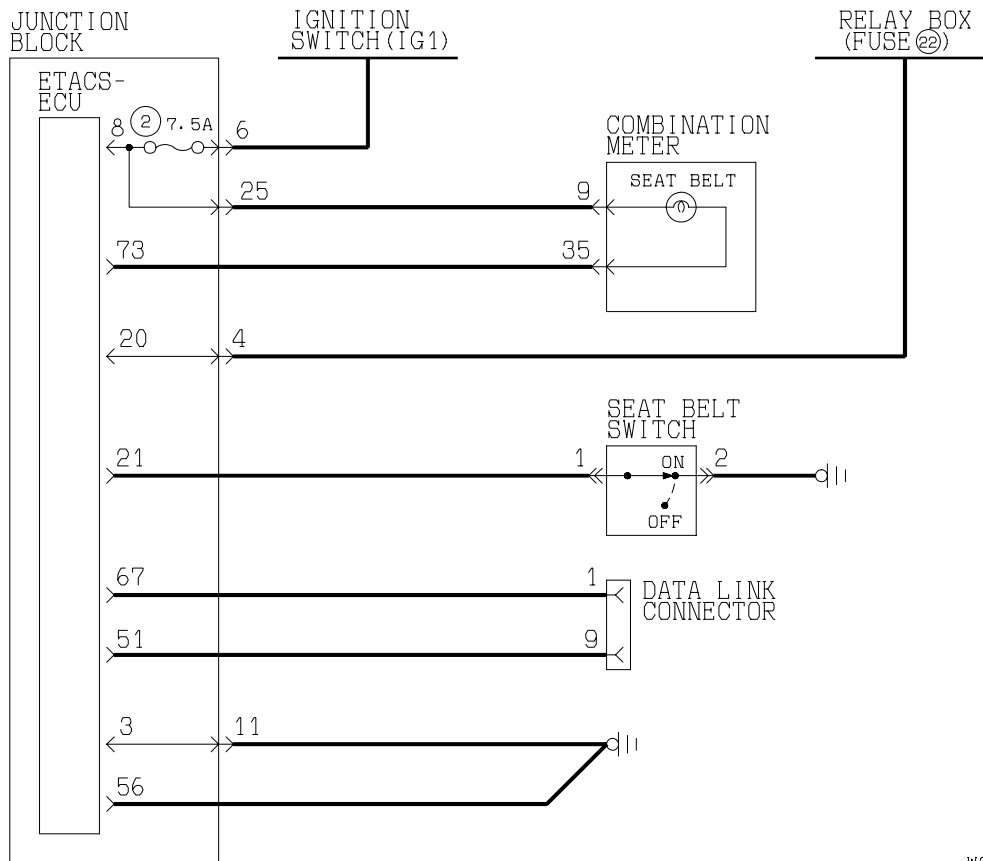 JUNCTION
BLOCK
IGNITION
SWITCH(IG1)
RELAY BOX
(FUSE 22)
ETACS-
ECU
8 2 7.5A 6
COMBINATION
METER
SEAT BELT
25 9
73 35
20 4
SEAT BELT
SWITCH
21 1 ON 2
OFF
67 1
DATA LINK
CONNECTOR
51 9
3 11
56